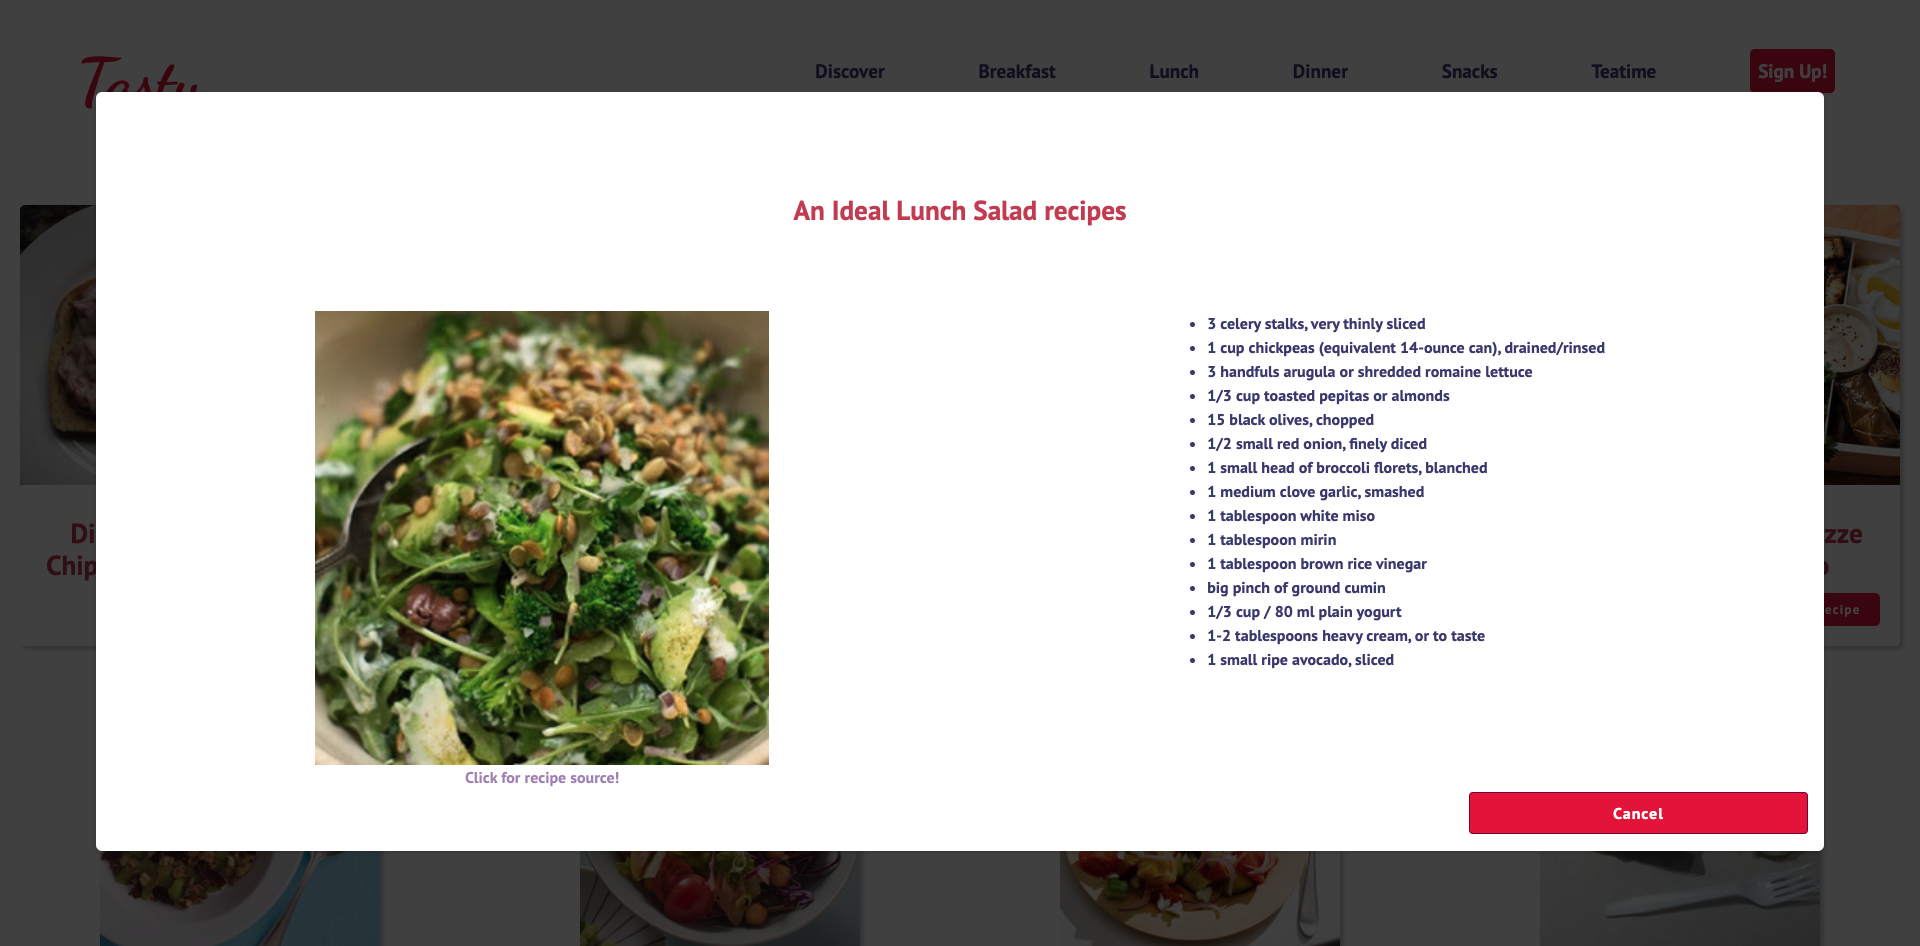 Tasty
Discover
Breakfast
Lunch
Dinner
Snacks
Teatime
Sign Up!
An Ideal Lunch Salad recipes
3 celery stalks, very thinly sliced
1 cup chickpeas (equivalent 14-ounce can), drained/rinsed
3 handfuls arugula or shredded romaine lettuce
1/3 cup toasted pepitas or almonds
15 black olives, chopped
1/2 small red onion, finely diced
1 small head of broccoli florets, blanched
1 medium clove garlic, smashed
1 tablespoon white miso
1 tablespoon mirin
1 tablespoon brown rice vinegar
big pinch of ground cumin
1/3 cup / 80 ml plain yogurt
1-2 tablespoons heavy cream, or to taste
1 small ripe avocado, sliced
Click for recipe source!
Cancel
Di
Chip
zze
ecipe